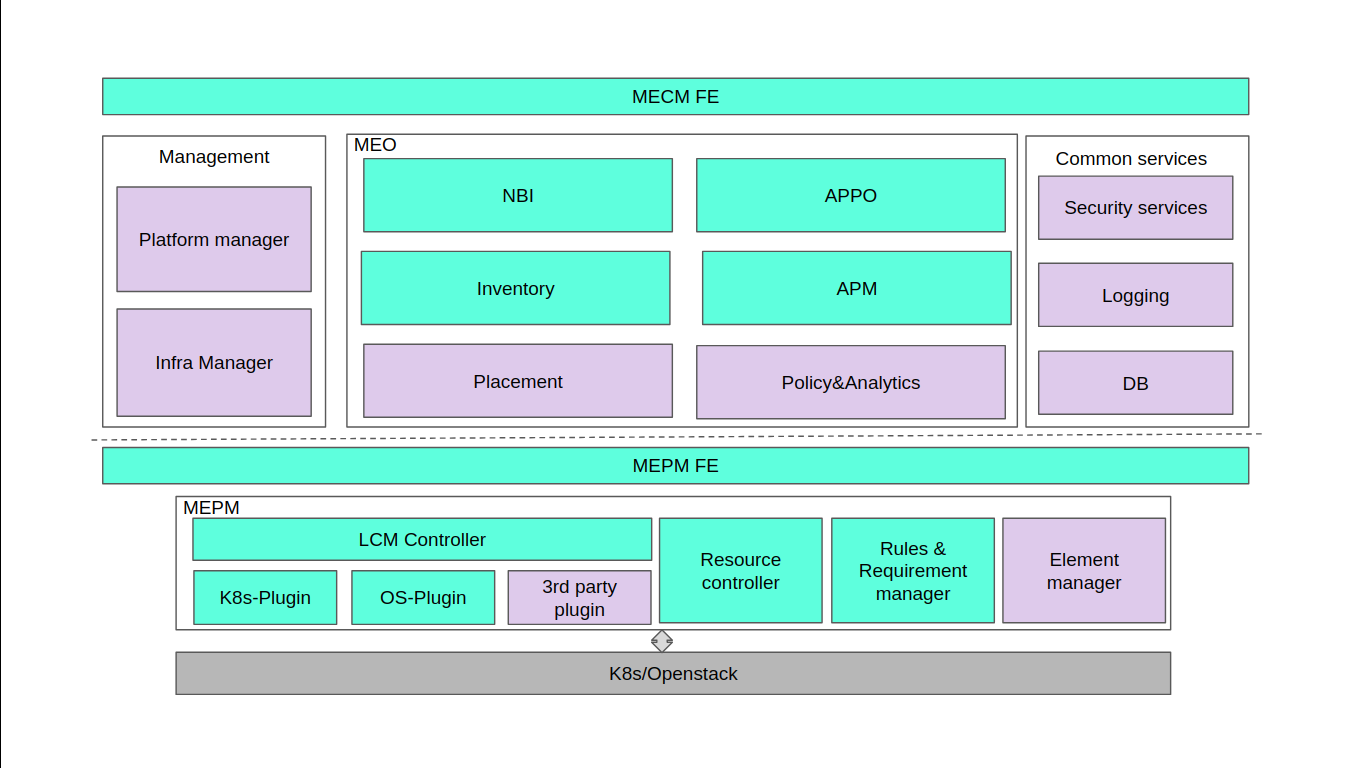 MECM FE
Management
Platform manager
Infra Manager
MEO
NBI
APPO
Inventory
APM
Placement
Policy&Analytics
Common services
Security services
Logging
DB
MEPM FE
MEPM
LCM Controller
K8s-Plugin
OS-Plugin
3rd party
plugin
Resource
controller
Rules &
Requirement
manager
Element
manager
K8s/Openstack